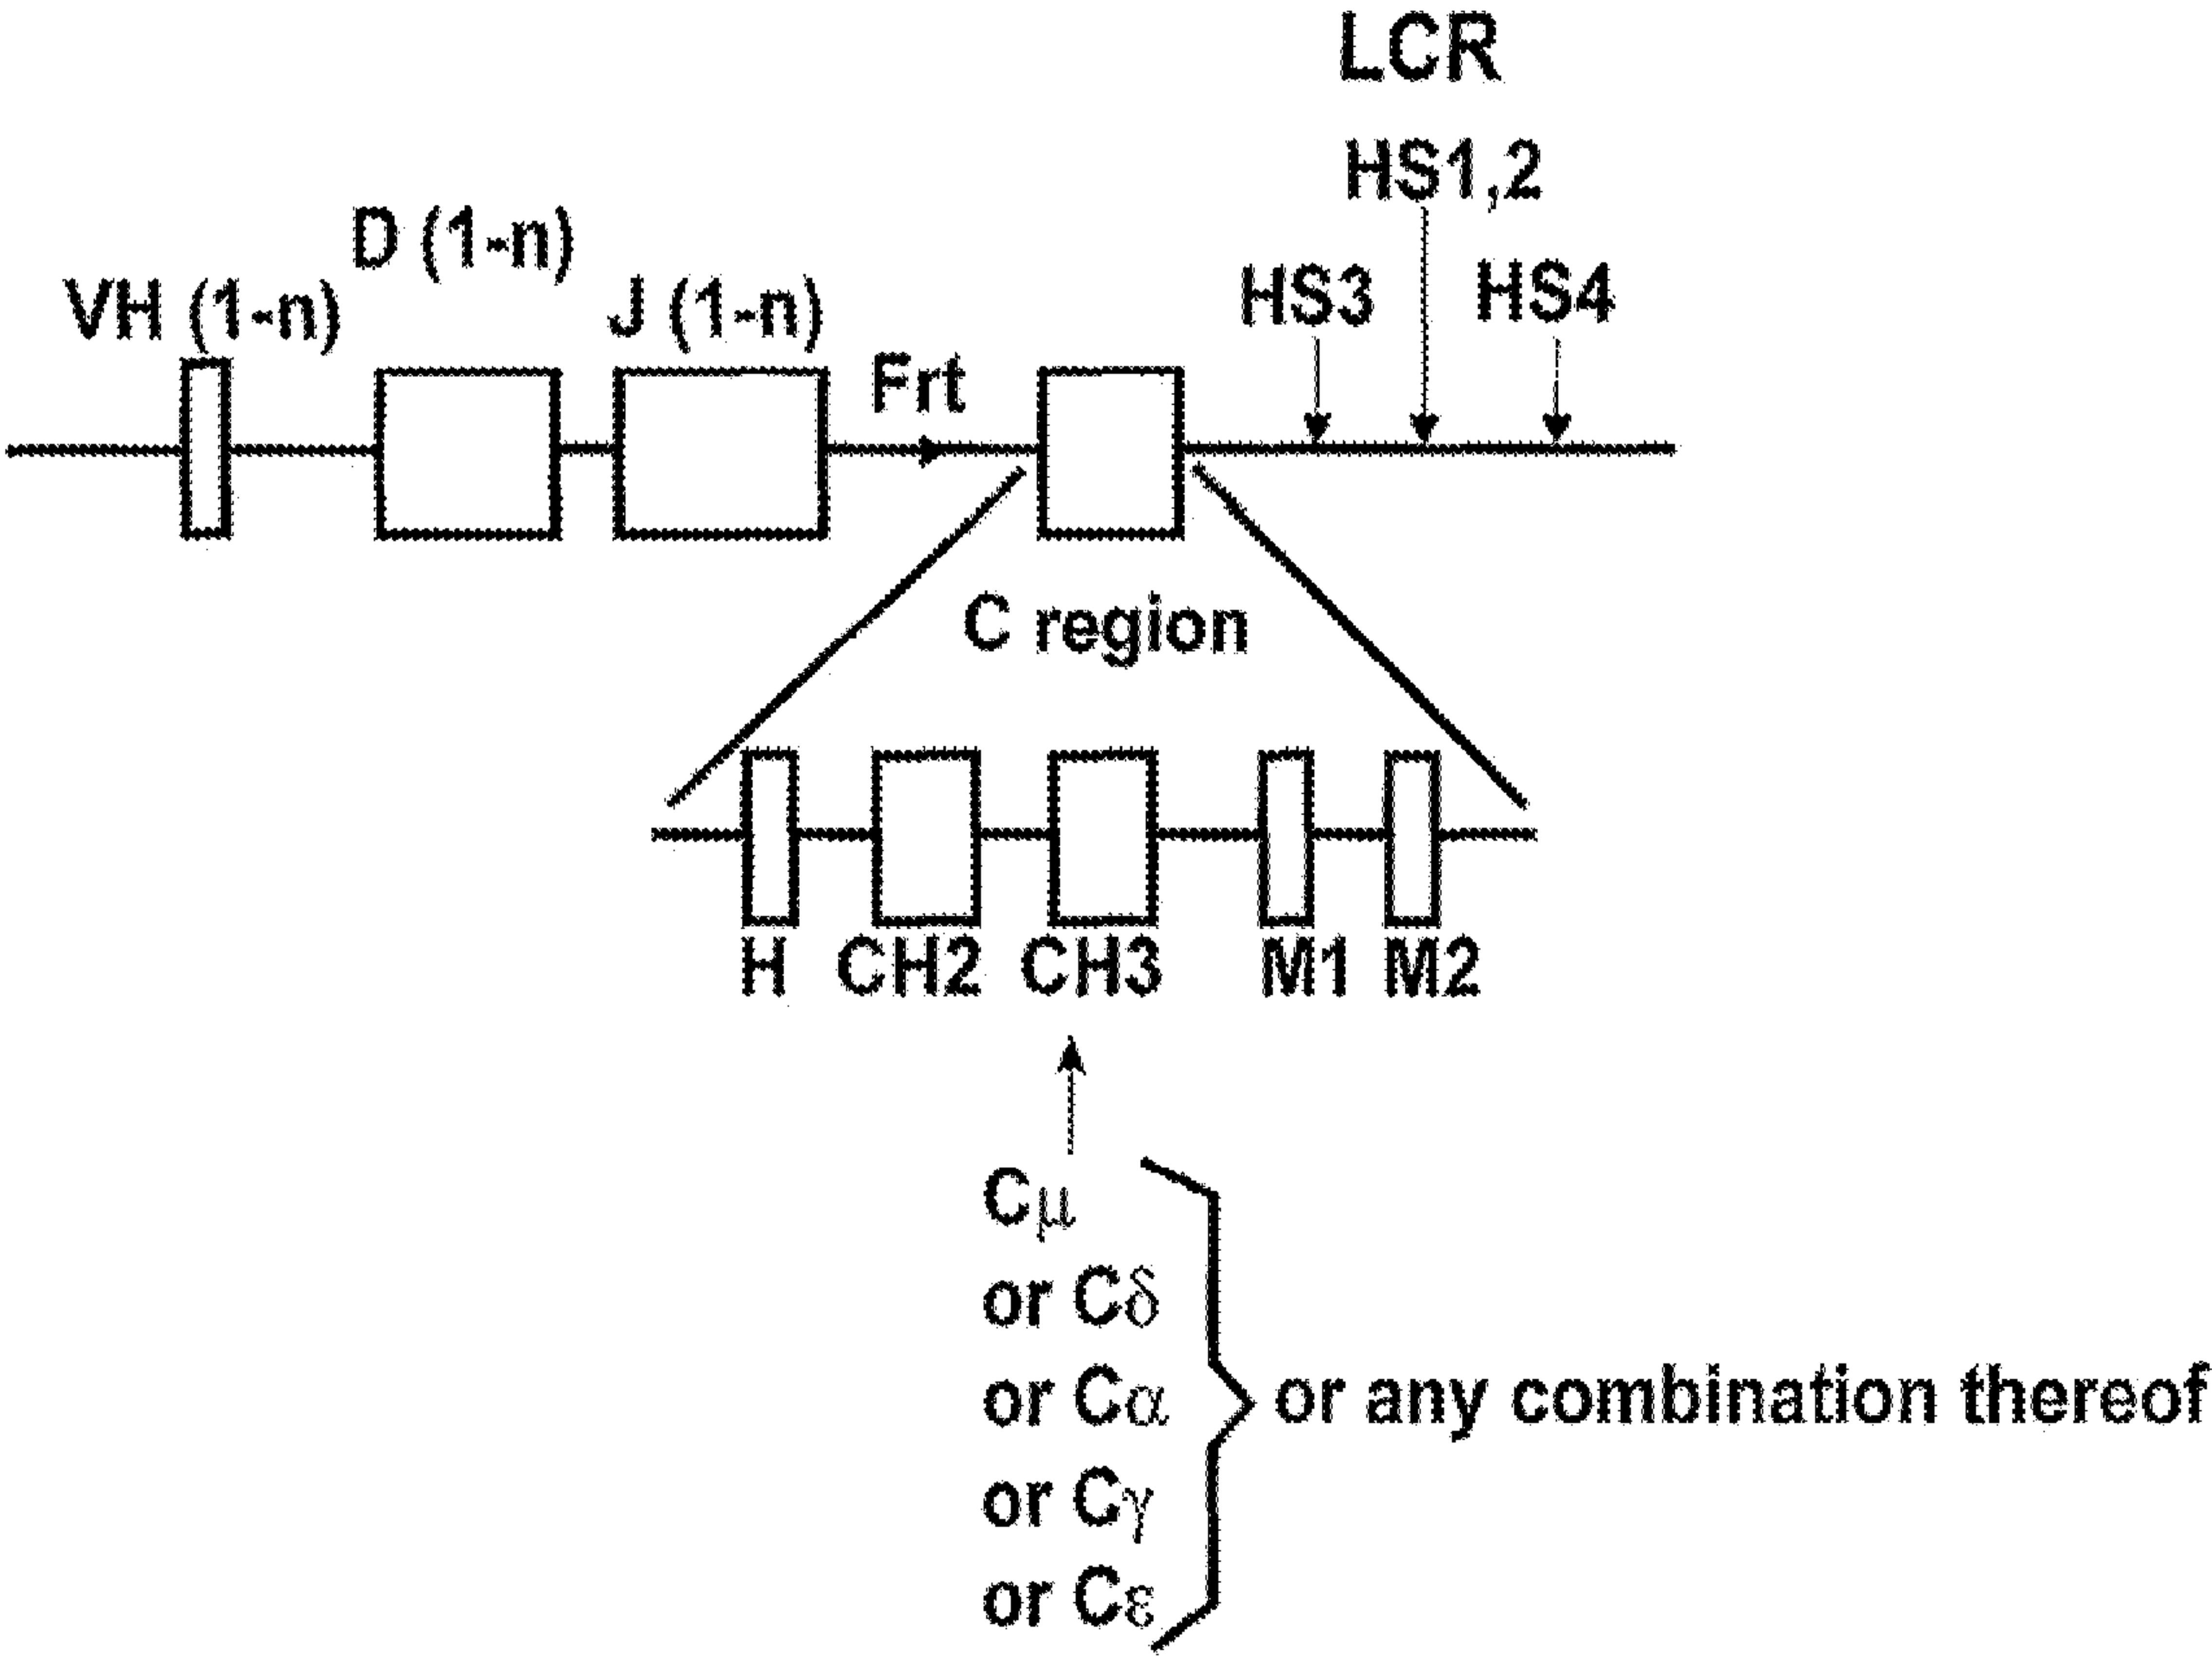 LCR
HS1,2
D (1-n)
VH (1-n)
J (1-n)
HS3
HS4
Frt
C region
H CH2 CH3 M1 M2
Cμ
or Cδ
or Cα
or Cγ
or Cε
or any combination thereof